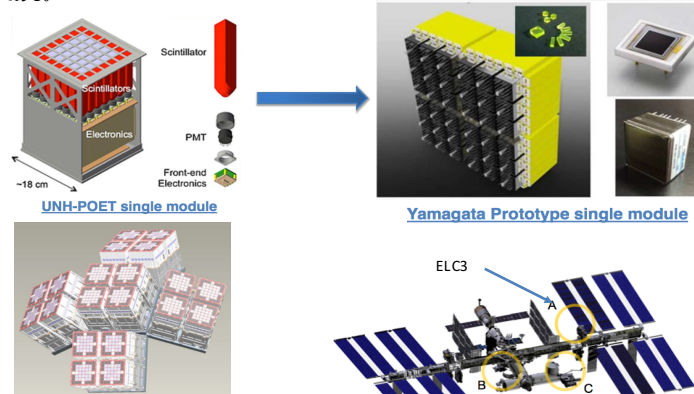 Scintillator
Scintillators
Electronics
PMT
Front-end
Electronics
~18 cm
UNH-POET single module
Yamagata Prototype single module
ELC3
A
B
C